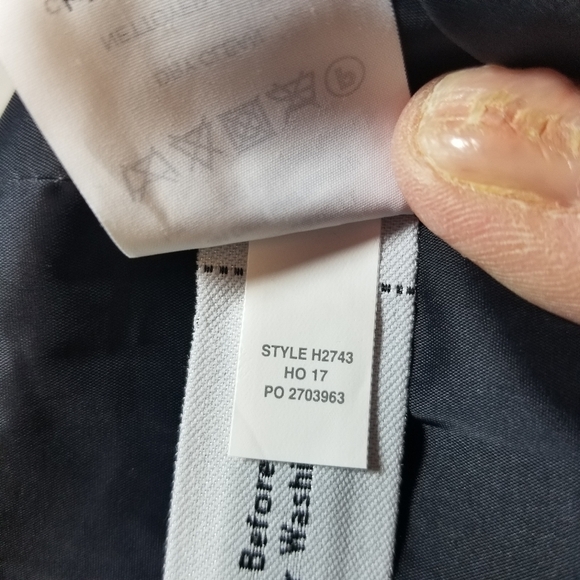 STYLE H2743
HO 17
PO 2703963
Before
Washi